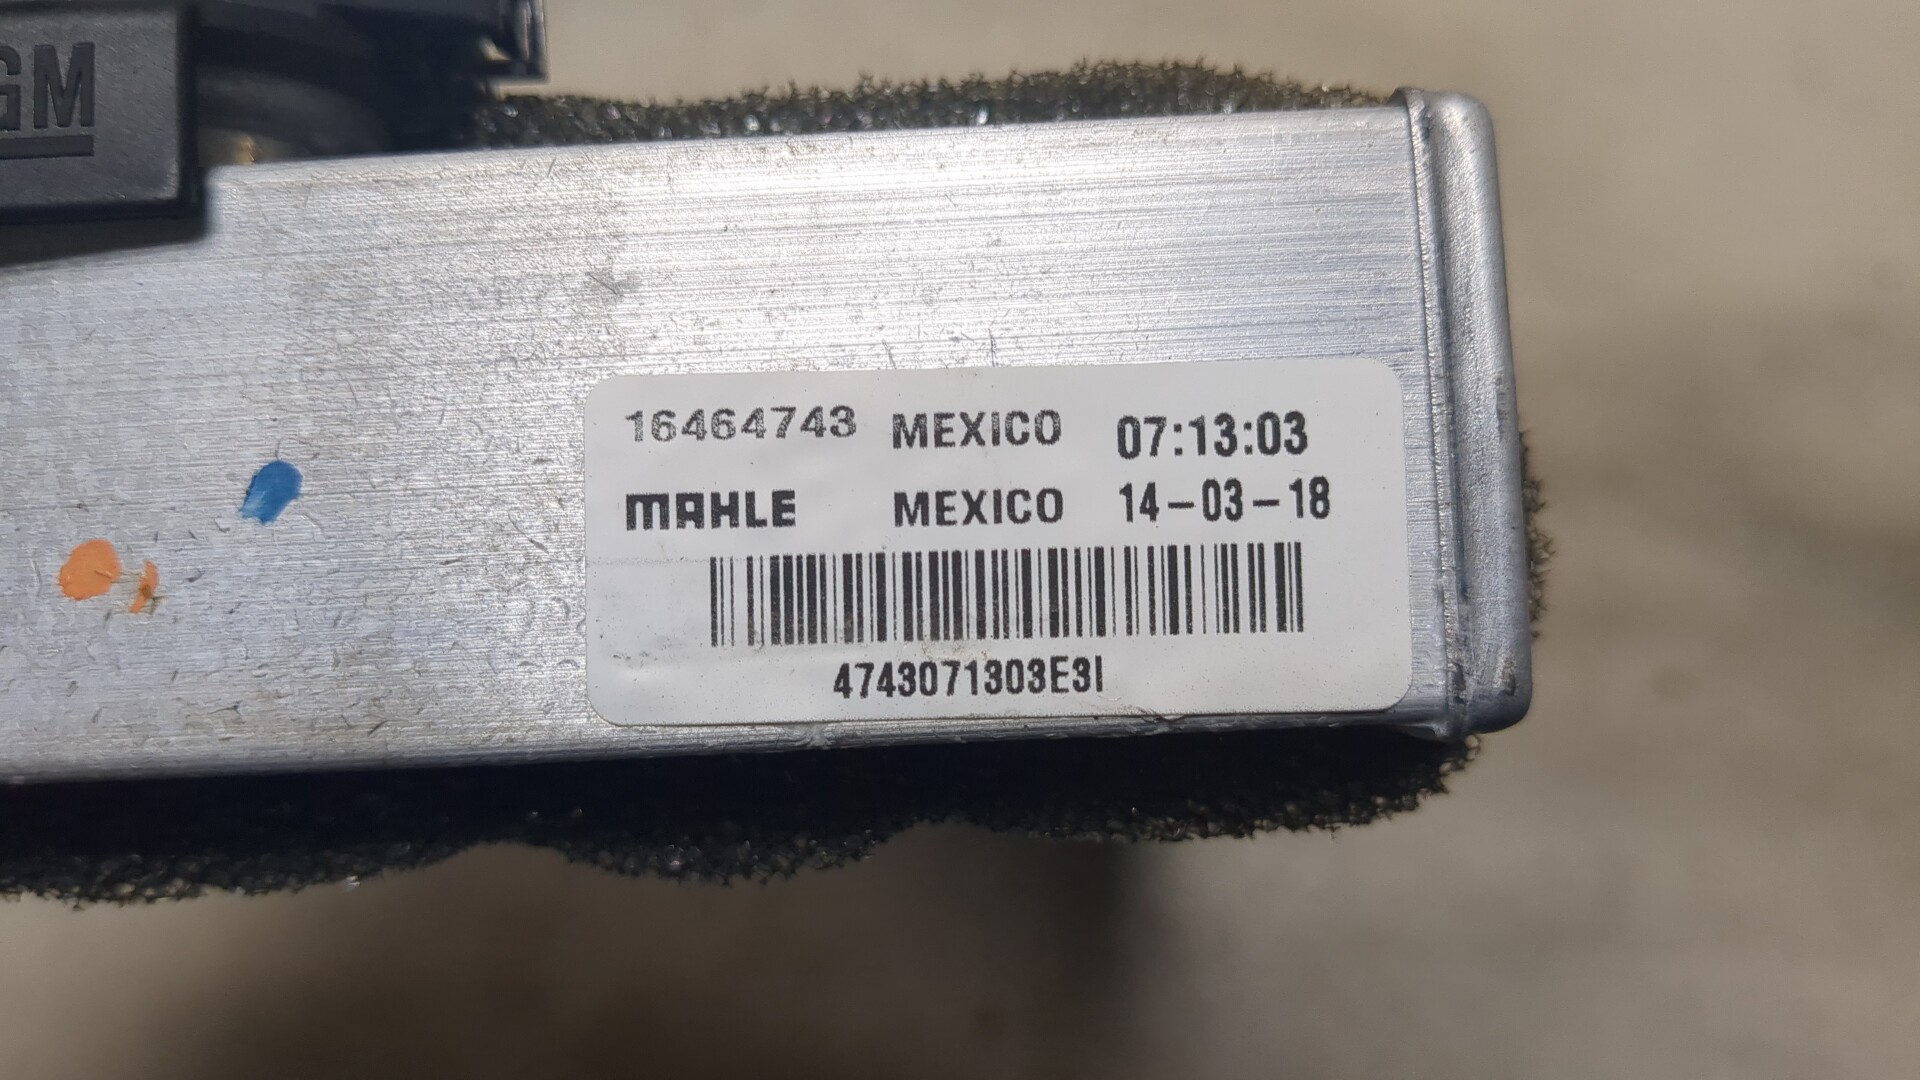 GM
16464743 MEXICO 07:13:03
MAHLE MEXICO 14-03-18
4743071303E3I